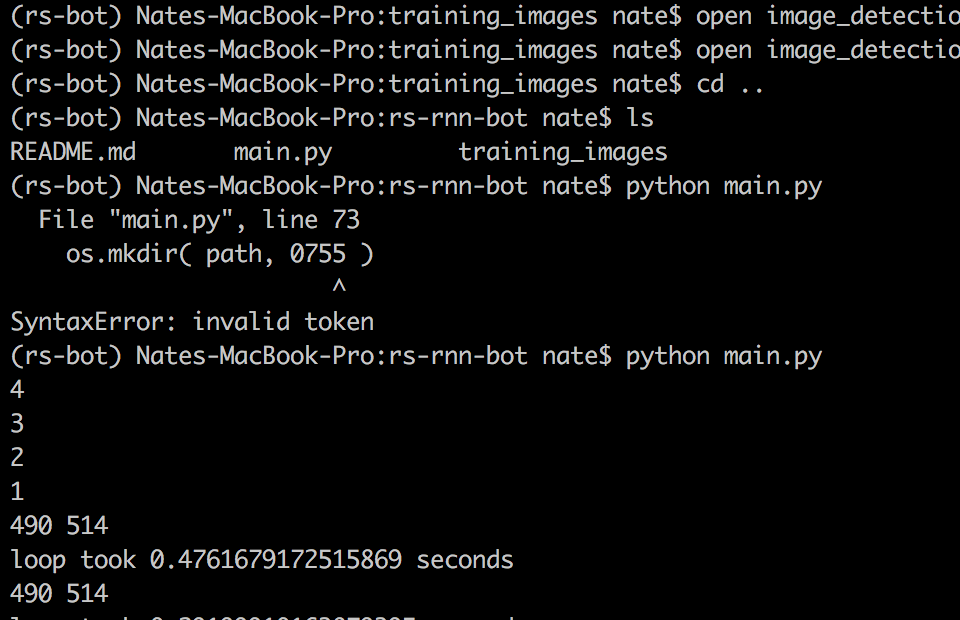 (rs-bot) Nates-MacBook-Pro:training_images nate$ open
(rs-bot) Nates-MacBook-Pro:training_images nate$ open
(rs-bot) Nates-MacBook-Pro:training_images nate$ cd ..
(rs-bot) Nates-MacBook-Pro:rs-rnn-bot nate$ ls
README.md main.py training_images
(rs-bot) Nates-MacBook-Pro:rs-rnn-bot nate$ python main.py
File "main.py", line 73
os.mkdir( path, 0755 )
^
SyntaxError: invalid token
(rs-bot) Nates-MacBook-Pro:rs-rnn-bot nate$ python main.py
4
3
2
1
490 514
loop took 0.4761679172515869 seconds
490 514